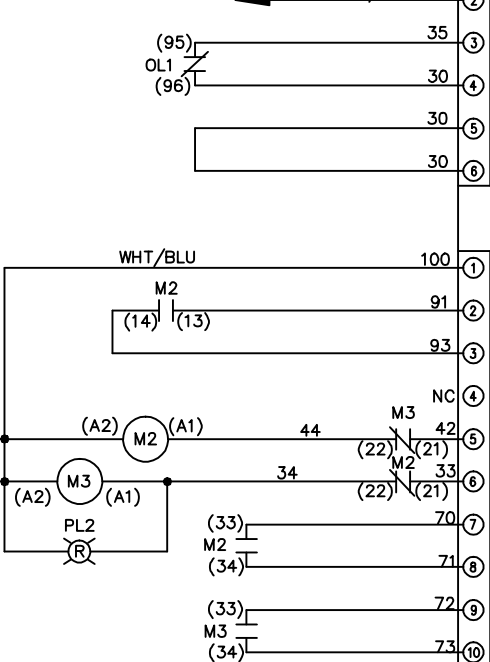 2
(95) 35 3
OL1
(96) 30 4
30 5
30 6
WHT/BLU 100 1
M2 91 2
(14) (13)
93 3
NC 4
M3
(A2) M2 (A1) 44 42 5
(22) (21)
M2
M3 34 33 6
(A2) (A1) (22) (21)
PL2
R
(33) 70 7
M2
(34) 71 8
(33) 72 9
M3
(34) 73 10